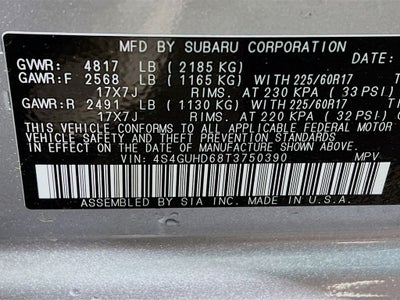 MFD BY SUBARU CORPORATION
GVWR: 4817 LB (2185 KG) DATE:
GAWR:F 2568 LB (1165 KG) WITH 225/60R17
17X7J RIMS. AT 230 KPA (33 PSI
GAWR:R 2491 LB (1130 KG) WITH 225/60R17
17X7J RIMS. AT 220 KPA (32 PSI)
THIS VEHICLE CONFORMS TO ALL APPLICABLE FEDERAL MOTOR
VEHICLE SAFETY, BUMPER, AND THEFT PREVENTION STANDARDS
IN EFFECT ON THE DATE OF MANUFACTURE SHOWN ABOVE.
VIN: 4S4GUHD68T3750390 MPV
ASSEMBLED BY SIA INC. MADE IN U.S.A.